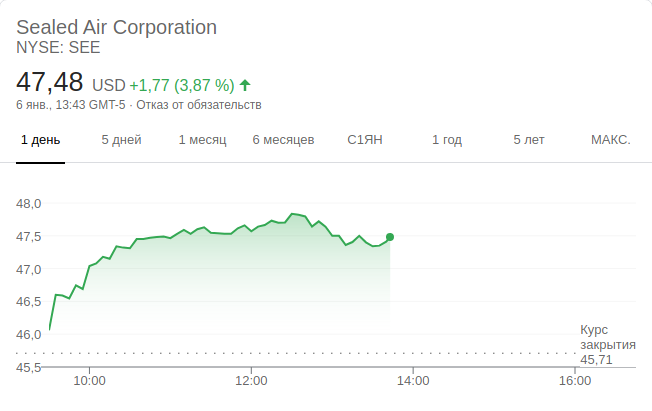 Sealed Air Corporation
NYSE: SEE
47,48 USD +1,77 (3,87 %)
6 янв., 13:43 GMT-5 · Отказ от обязательств
1 день 5 дней 1 месяц 6 месяцев С1ЯН 1 год 5 лет МАКС.
48,0
47,5
47,0
46,5
46,0
45,5
Курс
закрытия
45,71
10:00 12:00 14:00 16:00